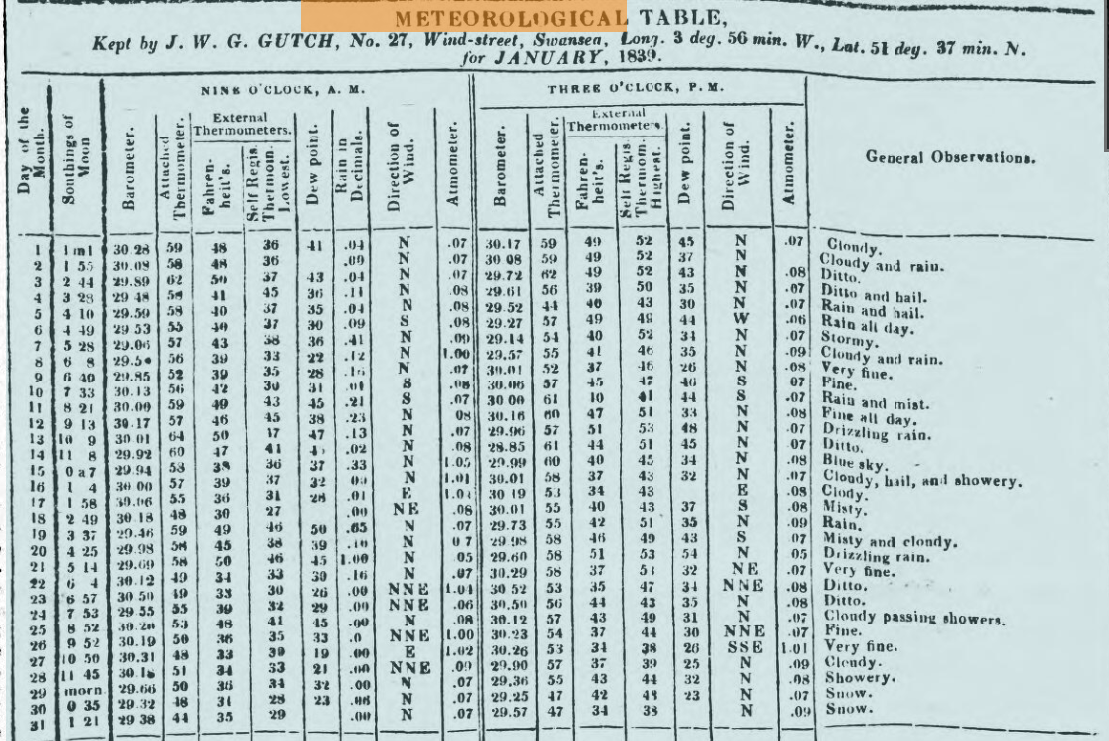 METEOROLOGICAL TABLE,
Kept by J. W. G. GUTCH, No. 27, Wind-street, Swansea, Long. 3 deg. 56 min. W., Lat. 51 deg. 37 min. N.
for JANUARY, 1839.
NINE O'CLOCK, A. M. THREE O'CLOCK, P. M.
Day of the Month. Southings of Moon Barometer. Attached Thermometer. External Thermometers. Fahrenheit's. Self Regis. Thermom. Lowest. Dew point. Rain in Decimals. Direction of Wind. Atmometer. Barometer. Attached Thermometer. External Thermometers. Fahrenheit's. Self Regis. Thermom. Highest. Dew point. Direction of Wind. Atmometer. General Observations.
1 1 m1 30 28 59 48 36 41 .04 N .07 30.17 59 49 52 45 N .07 Cloudy.
2 1 55 30.09 58 48 36 .09 N .07 30 08 59 49 52 37 N Cloudy and rain.
3 2 44 29.89 62 50 37 43 .04 N .07 29.72 62 49 52 43 N .08 Ditto.
4 3 28 29 48 58 41 45 36 .11 N .08 29.61 56 39 50 35 N .07 Ditto and hail.
5 4 10 29.59 58 40 37 35 .04 N .08 29.52 44 40 43 30 N .07 Rain and hail.
6 4 49 29 53 55 40 37 30 .09 S .08 29.27 57 49 48 44 W .06 Rain all day.
7 5 28 29.06 57 43 38 36 .41 N .09 29.14 54 40 52 34 N .07 Stormy.
8 6 8 56 39 33 22 .12 N 1.00 29.57 55 41 46 35 N .09 Cloudy and rain.
9 6 40 29.85 52 39 35 28 .16 N .07 30.01 52 37 46 26 N .08 Very fine.
10 7 33 30.13 56 42 30 31 .01 S .08 30.06 57 45 47 40 S 07 Fine.
11 8 21 30.00 59 49 43 45 .21 S .07 30 00 61 10 41 44 S .07 Rain and mist.
12 9 13 30.17 57 46 45 38 .23 N 08 30.16 60 47 51 33 N .08 Fine all day.
13 10 9 30 01 64 50 17 47 .13 N .07 29.96 57 51 53 48 N .07 Drizzling rain.
14 11 8 29.92 60 47 41 .02 N .08 28.85 61 44 51 45 N .07 Ditto.
15 0 a7 29.94 58 38 36 37 .33 N 1.05 29.99 60 40 45 34 N .08 Blue sky.
16 1 4 30 00 57 39 37 32 N 1.01 30.01 58 37 43 32 N .07 Cloudy, hail, and showery.
17 1 58 30.06 55 36 31 28 .01 E 1.04 30 19 53 34 43 E .08 Clody.
18 2 49 30.18 48 30 27 .00 NE .08 30.01 55 40 43 37 S .08 Misty.
19 3 37 29.46 59 49 46 50 .65 N .07 29.73 55 42 51 35 N .09 Rain.
20 4 25 29.98 58 45 38 39 .10 N 0 7 29 98 58 46 49 43 S 07 Misty and cloudy.
21 5 14 29.69 58 50 46 45 1.00 N 05 29.60 58 51 53 54 N 05 Drizzling rain.
22 6 4 30.12 49 34 33 30 .16 N .07 30.29 58 37 51 32 NE .07 Very fine.
23 6 57 30.50 49 33 30 26 .00 NNE 1.04 30 52 53 35 47 34 NNE .08 Ditto.
24 7 53 29.55 55 39 32 29 .00 NNE .06 30.50 56 44 43 35 N .08 Ditto.
25 8 52 30.20 53 48 41 45 .00 N .08 30.12 57 43 49 31 N .07 Cloudy passing showers.
26 9 52 30.19 50 36 35 33 .0 NNE 1.00 30.23 54 37 44 30 NNE .07 Fine.
27 10 50 30.31 48 33 30 19 .00 E 1.02 30.26 53 34 38 26 SSE 1.01 Very fine.
28 11 45 30.18 51 34 33 21 .00 NNE .09 29.90 57 37 39 25 N .09 Cloudy.
29 morn 29.66 50 36 34 32 .00 N .07 29.36 55 43 44 32 N .08 Showery.
30 0 35 29.32 48 31 28 23 .06 N .07 29.25 47 42 48 23 N .07 Snow.
31 1 21 29 38 44 35 29 .00 N .07 29.57 47 34 38 N .09 Snow.